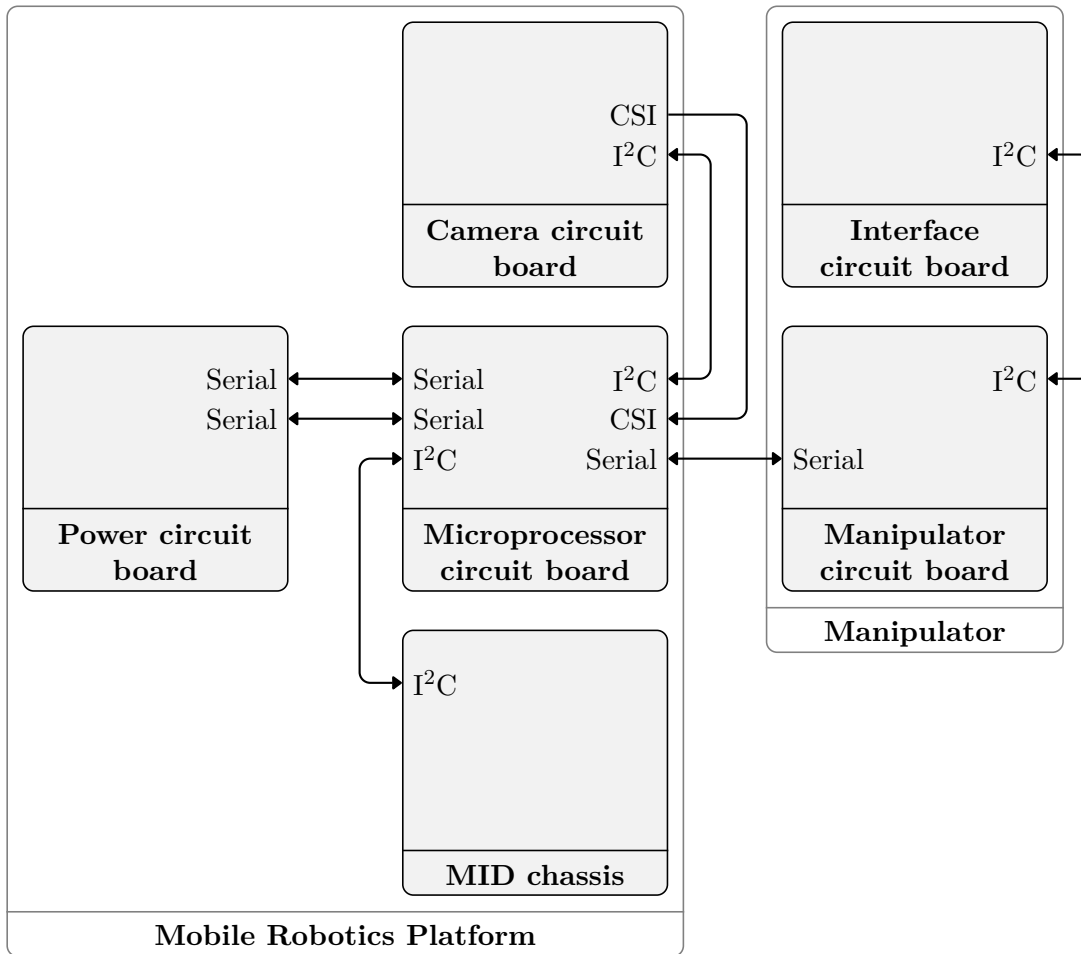 CSI
I²C
Camera circuit
board
I²C
Interface
circuit board
Serial
Serial
Power circuit
board
Serial
Serial
I²C
I²C
CSI
Serial
Microprocessor
circuit board
I²C
Serial
Manipulator
circuit board
Manipulator
I²C
MID chassis
Mobile Robotics Platform